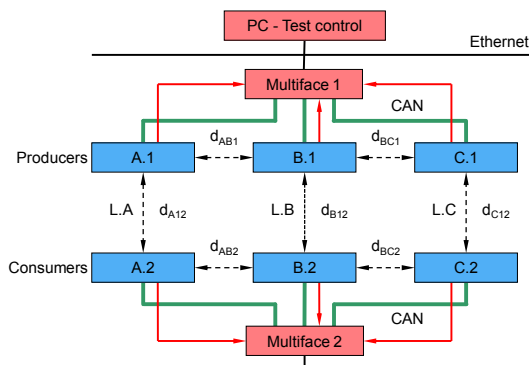 PC - Test control
Ethernet
Multiface 1
CAN
Producers
A.1
dAB1
B.1
dBC1
C.1
L.A
dA12
L.B
dB12
L.C
dC12
Consumers
A.2
dAB2
B.2
dBC2
C.2
CAN
Multiface 2